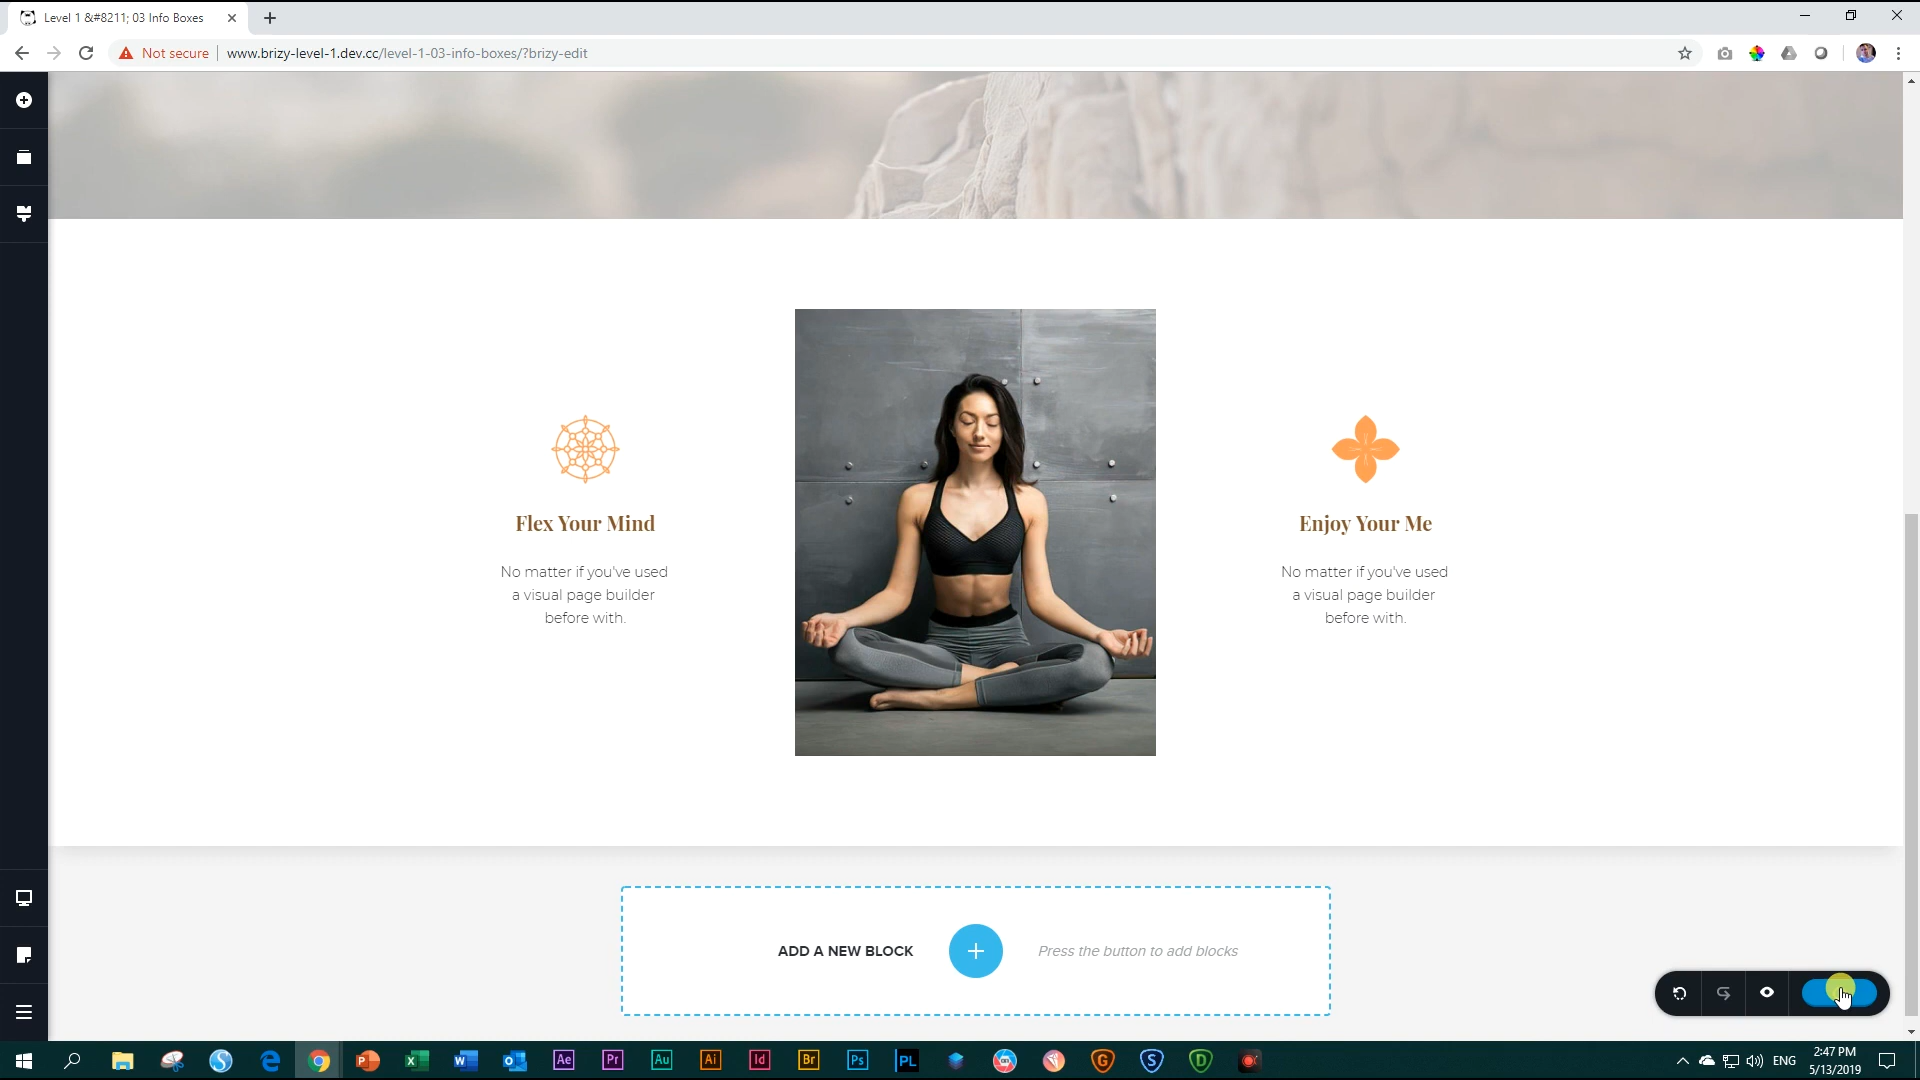 Level 1 &#8211; 03 Info Boxes
Not secure
www.brizy-level-1.dev.cc/level-1-03-info-boxes/?brizy-edit
Flex Your Mind
No matter if you've used
a visual page builder
before with.
Enjoy Your Me
No matter if you've used
a visual page builder
before with.
ADD A NEW BLOCK
Press the button to add blocks
Ae
Pr
Au
Ai
Id
Br
Ps
PL
ENG
2:47 PM
5/13/2019